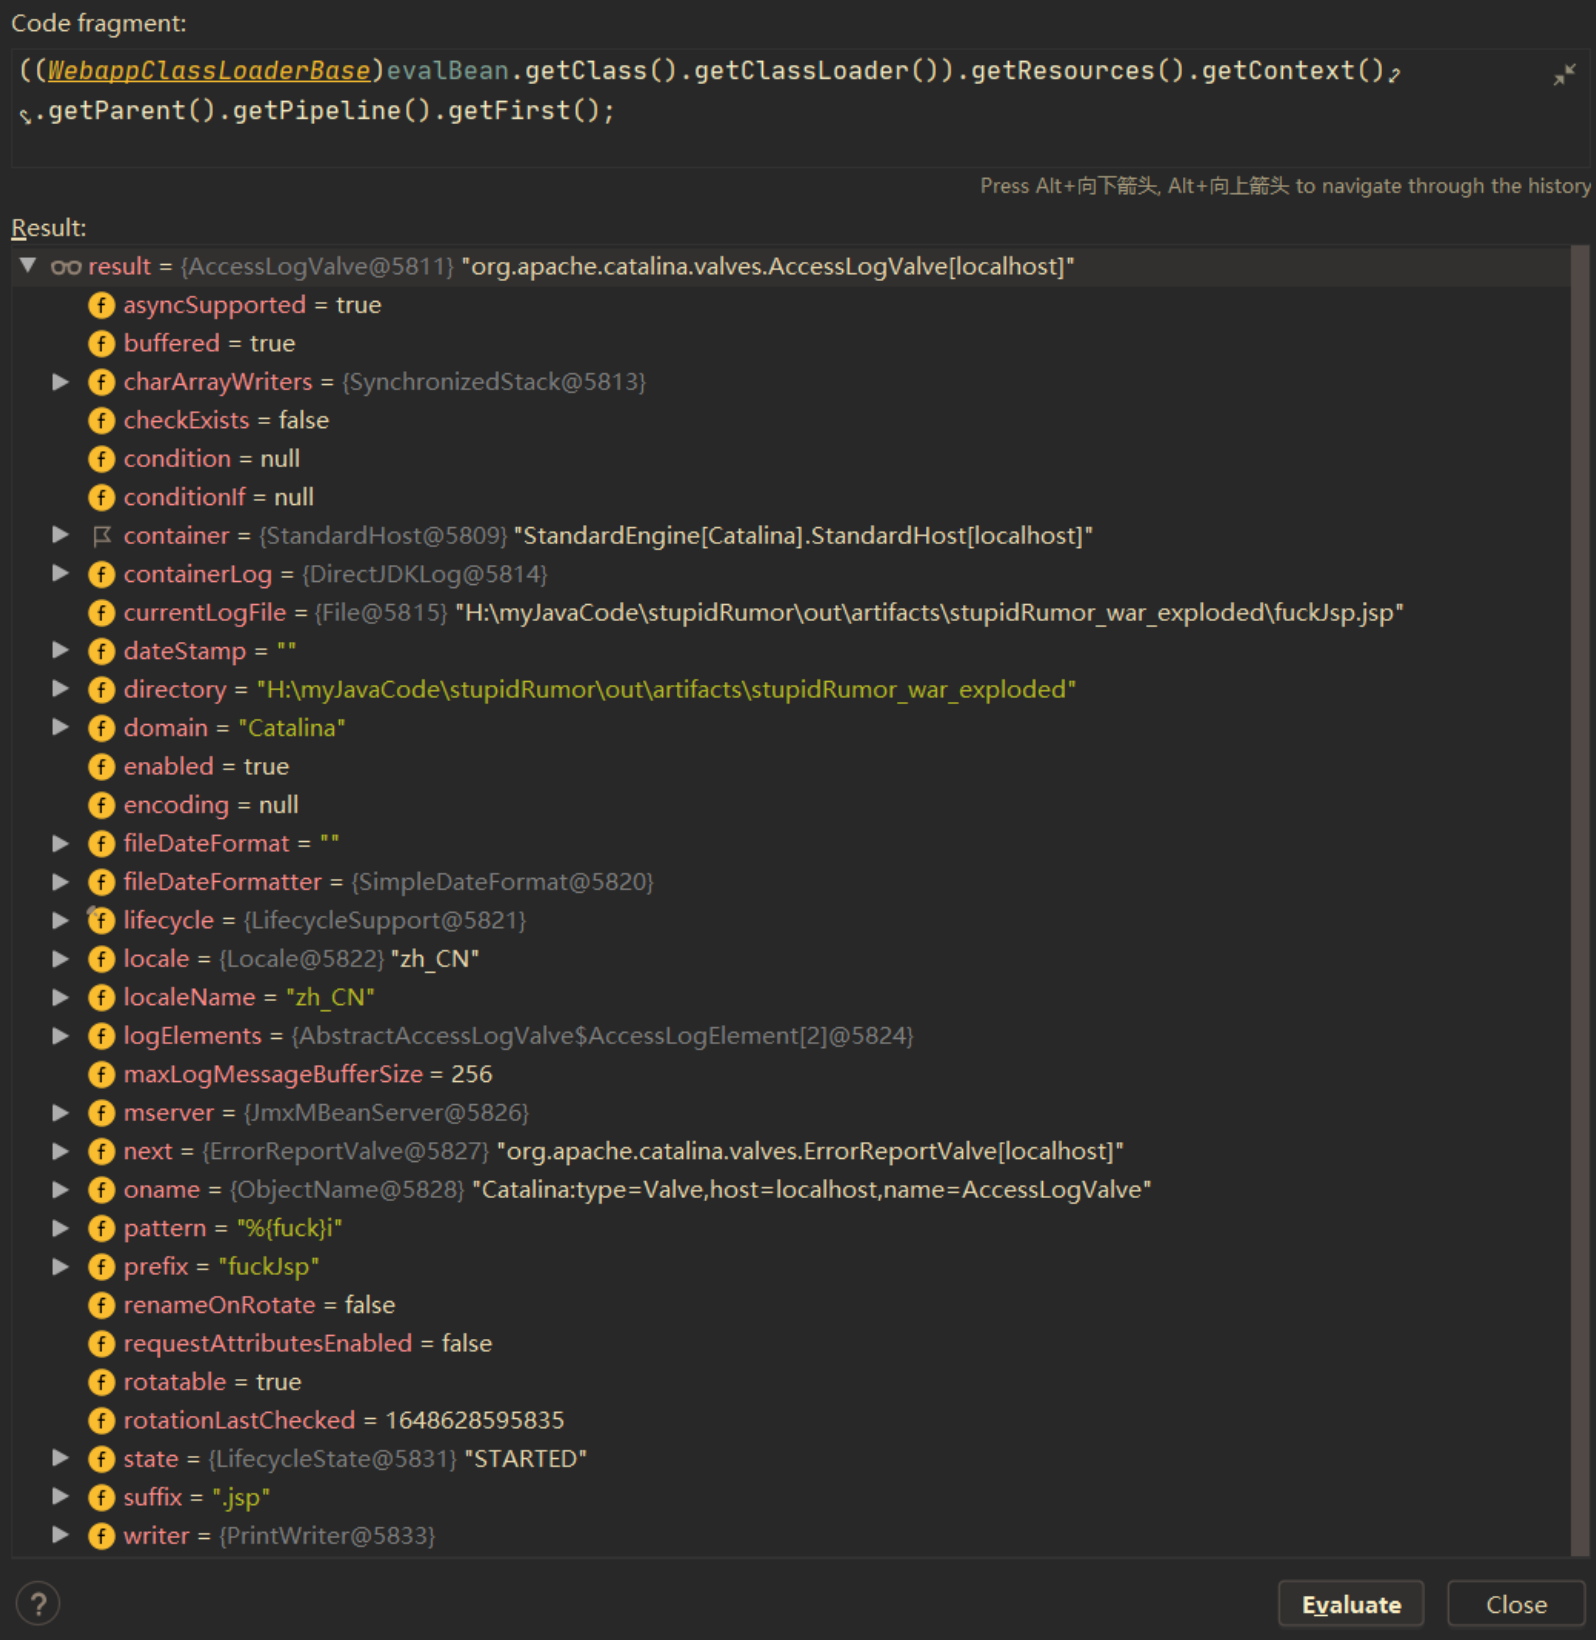 Code fragment:
((WebappClassLoaderBase)evalBean.getClass().getClassLoader()).getResources().getContext()
.getParent().getPipeline().getFirst();
Press Alt+向下箭头, Alt+向上箭头 to navigate through the history
Result:
result = {AccessLogValve@5811} "org.apache.catalina.valves.AccessLogValve[localhost]"
f asyncSupported = true
f buffered = true
f charArrayWriters = {SynchronizedStack@5813}
f checkExists = false
f condition = null
f conditionIf = null
container = {StandardHost@5809} "StandardEngine[Catalina].StandardHost[localhost]"
f containerLog = {DirectJDKLog@5814}
f currentLogFile = {File@5815} "H:\myJavaCode\stupidRumor\out\artifacts\stupidRumor_war_exploded\fuckJsp.jsp"
f dateStamp = ""
f directory = "H:\myJavaCode\stupidRumor\out\artifacts\stupidRumor_war_exploded"
f domain = "Catalina"
f enabled = true
f encoding = null
f fileDateFormat = ""
f fileDateFormatter = {SimpleDateFormat@5820}
f lifecycle = {LifecycleSupport@5821}
f locale = {Locale@5822} "zh_CN"
f localeName = "zh_CN"
f logElements = {AbstractAccessLogValve$AccessLogElement[2]@5824}
f maxLogMessageBufferSize = 256
f mserver = {JmxMBeanServer@5826}
f next = {ErrorReportValve@5827} "org.apache.catalina.valves.ErrorReportValve[localhost]"
f oname = {ObjectName@5828} "Catalina:type=Valve,host=localhost,name=AccessLogValve"
f pattern = "%{fuck}i"
f prefix = "fuckJsp"
f renameOnRotate = false
f requestAttributesEnabled = false
f rotatable = true
f rotationLastChecked = 1648628595835
f state = {LifecycleState@5831} "STARTED"
f suffix = ".jsp"
f writer = {PrintWriter@5833}
? Evaluate Close